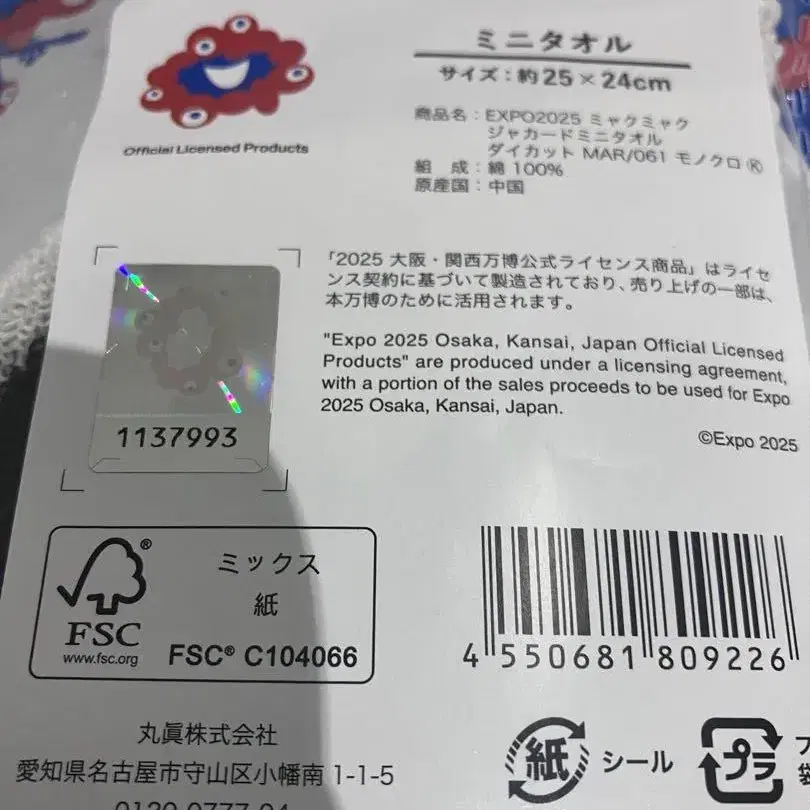 ミニタオル
サイズ：約25×24cm
Official Licensed Products
商品名：EXPO2025 ミャクミャク
ジャカードミニタオル
ダイカット MAR/061 モノクロ Ⓚ
組　成：綿 100%
原産国：中国
「2025 大阪・関西万博公式ライセンス商品」はライセ
ンス契約に基づいて製造されており、売り上げの一部は、
本万博のために活用されます。
"Expo 2025 Osaka, Kansai, Japan Official Licensed
Products" are produced under a licensing agreement,
with a portion of the sales proceeds to be used for Expo
2025 Osaka, Kansai, Japan.
©Expo 2025
1137993
ミックス
紙
FSC®
www.fsc.org
FSC® C104066
4 550681 809226
丸眞株式会社
愛知県名古屋市守山区小幡南 1-1-5
紙 シール
プラ